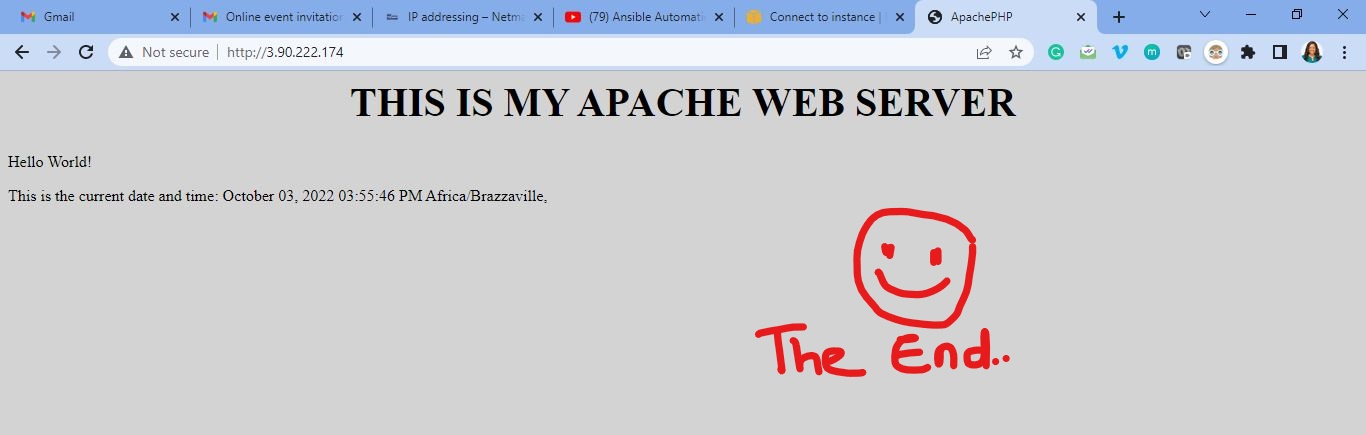 Gmail
Online event invitation
IP addressing – Netma
(79) Ansible Automati
Connect to instance |
ApachePHP
Not secure | http://3.90.222.174
THIS IS MY APACHE WEB SERVER
Hello World!
This is the current date and time: October 03, 2022 03:55:46 PM Africa/Brazzaville,
The End..